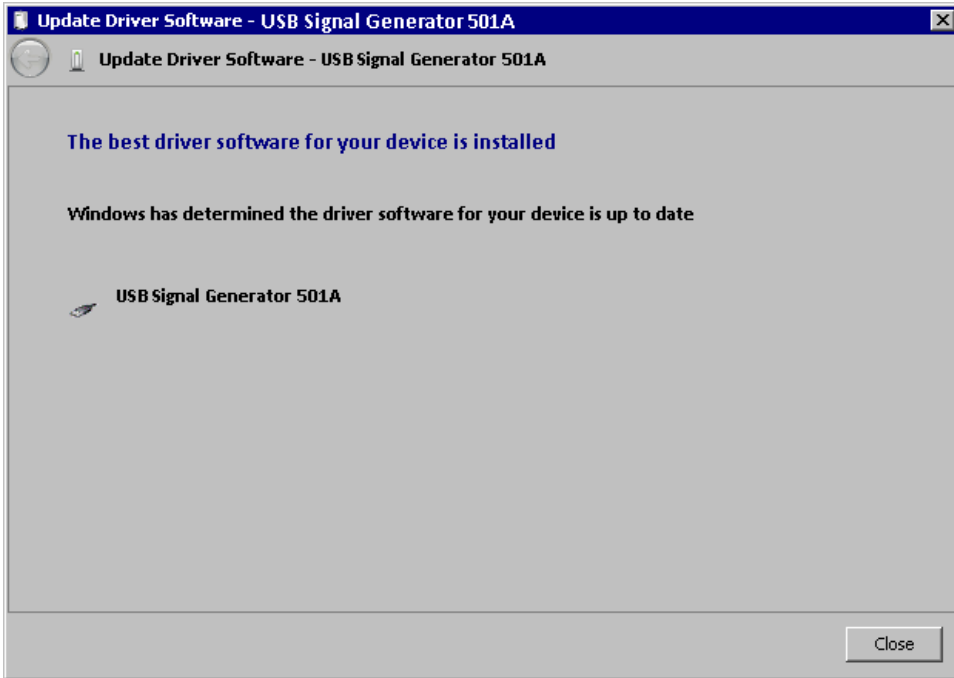 Update Driver Software - USB Signal Generator 501A
Update Driver Software - USB Signal Generator 501A
The best driver software for your device is installed
Windows has determined the driver software for your device is up to date
USB Signal Generator 501A
Close